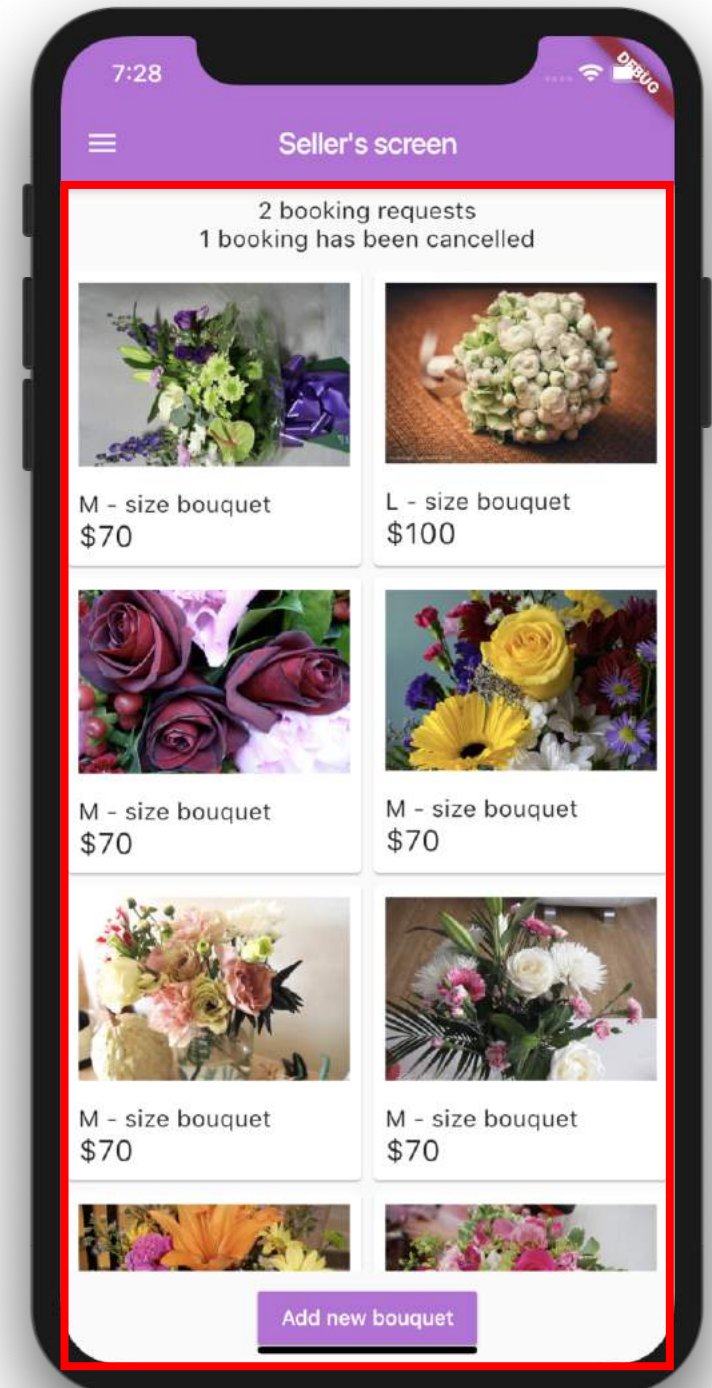 7:28
DEBUG
Seller's screen
2 booking requests
1 booking has been cancelled
M - size bouquet
$70
L - size bouquet
$100
M - size bouquet
$70
M - size bouquet
$70
M - size bouquet
$70
M - size bouquet
$70
Add new bouquet